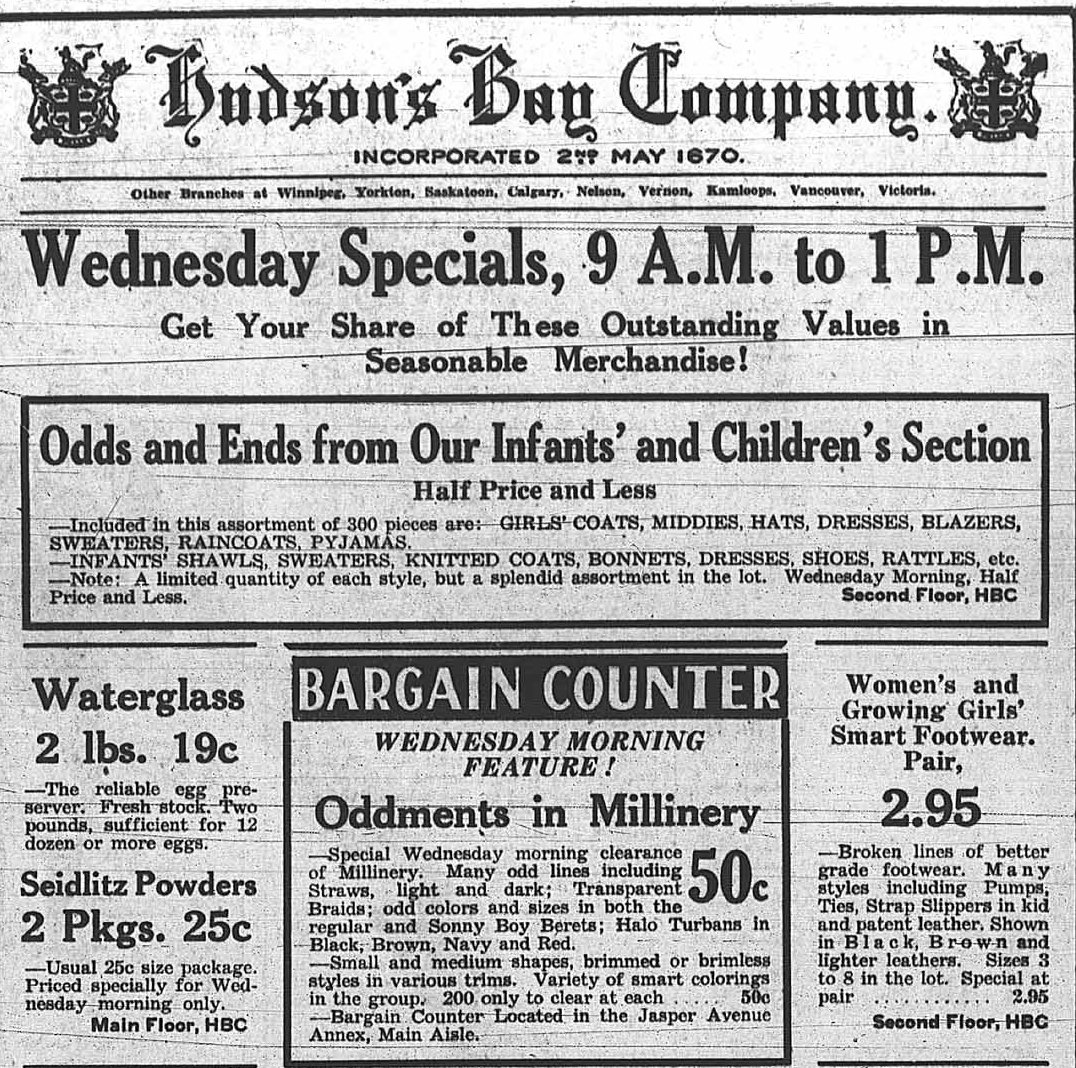 Hudson's Bay Company.
INCORPORATED 2ND MAY 1670.
Other Branches at Winnipeg, Yorkton, Saskatoon, Calgary, Nelson, Vernon, Kamloops, Vancouver, Victoria.
Wednesday Specials, 9 A.M. to 1 P.M.
Get Your Share of These Outstanding Values in
Seasonable Merchandise!
Odds and Ends from Our Infants' and Children's Section
Half Price and Less
—Included in this assortment of 300 pieces are: GIRLS' COATS, MIDDIES, HATS, DRESSES, BLAZERS,
SWEATERS, RAINCOATS, PYJAMAS.
—INFANTS' SHAWLS, SWEATERS, KNITTED COATS, BONNETS, DRESSES, SHOES, RATTLES, etc.
—Note: A limited quantity of each style, but a splendid assortment in the lot. Wednesday Morning, Half
Price and Less.
Second Floor, HBC
Waterglass
2 lbs. 19c
—The reliable egg pre-
server. Fresh stock. Two
pounds, sufficient for 12
dozen or more eggs.
Seidlitz Powders
2 Pkgs. 25c
—Usual 25c size package.
Priced specially for Wed-
nesday morning only.
Main Floor, HBC
BARGAIN COUNTER
WEDNESDAY MORNING
FEATURE!
Oddments in Millinery
—Special Wednesday morning clearance
of Millinery. Many odd lines including
Straws, light and dark; Transparent
Braids; odd colors and sizes in both the
50c
regular and Sonny Boy Berets; Halo Turbans in
Black, Brown, Navy and Red.
—Small and medium shapes, brimmed or brimless
styles in various trims. Variety of smart colorings
in the group. 200 only to clear at each ..... 50c
—Bargain Counter Located in the Jasper Avenue
Annex, Main Aisle.
Women's and
Growing Girls'
Smart Footwear.
Pair,
2.95
—Broken lines of better
grade footwear. Many
styles including Pumps,
Ties, Strap Slippers in kid
and patent leather. Shown
in Black, Brown and
lighter leathers. Sizes 3
to 8 in the lot. Special at
pair ............ 2.95
Second Floor, HBC